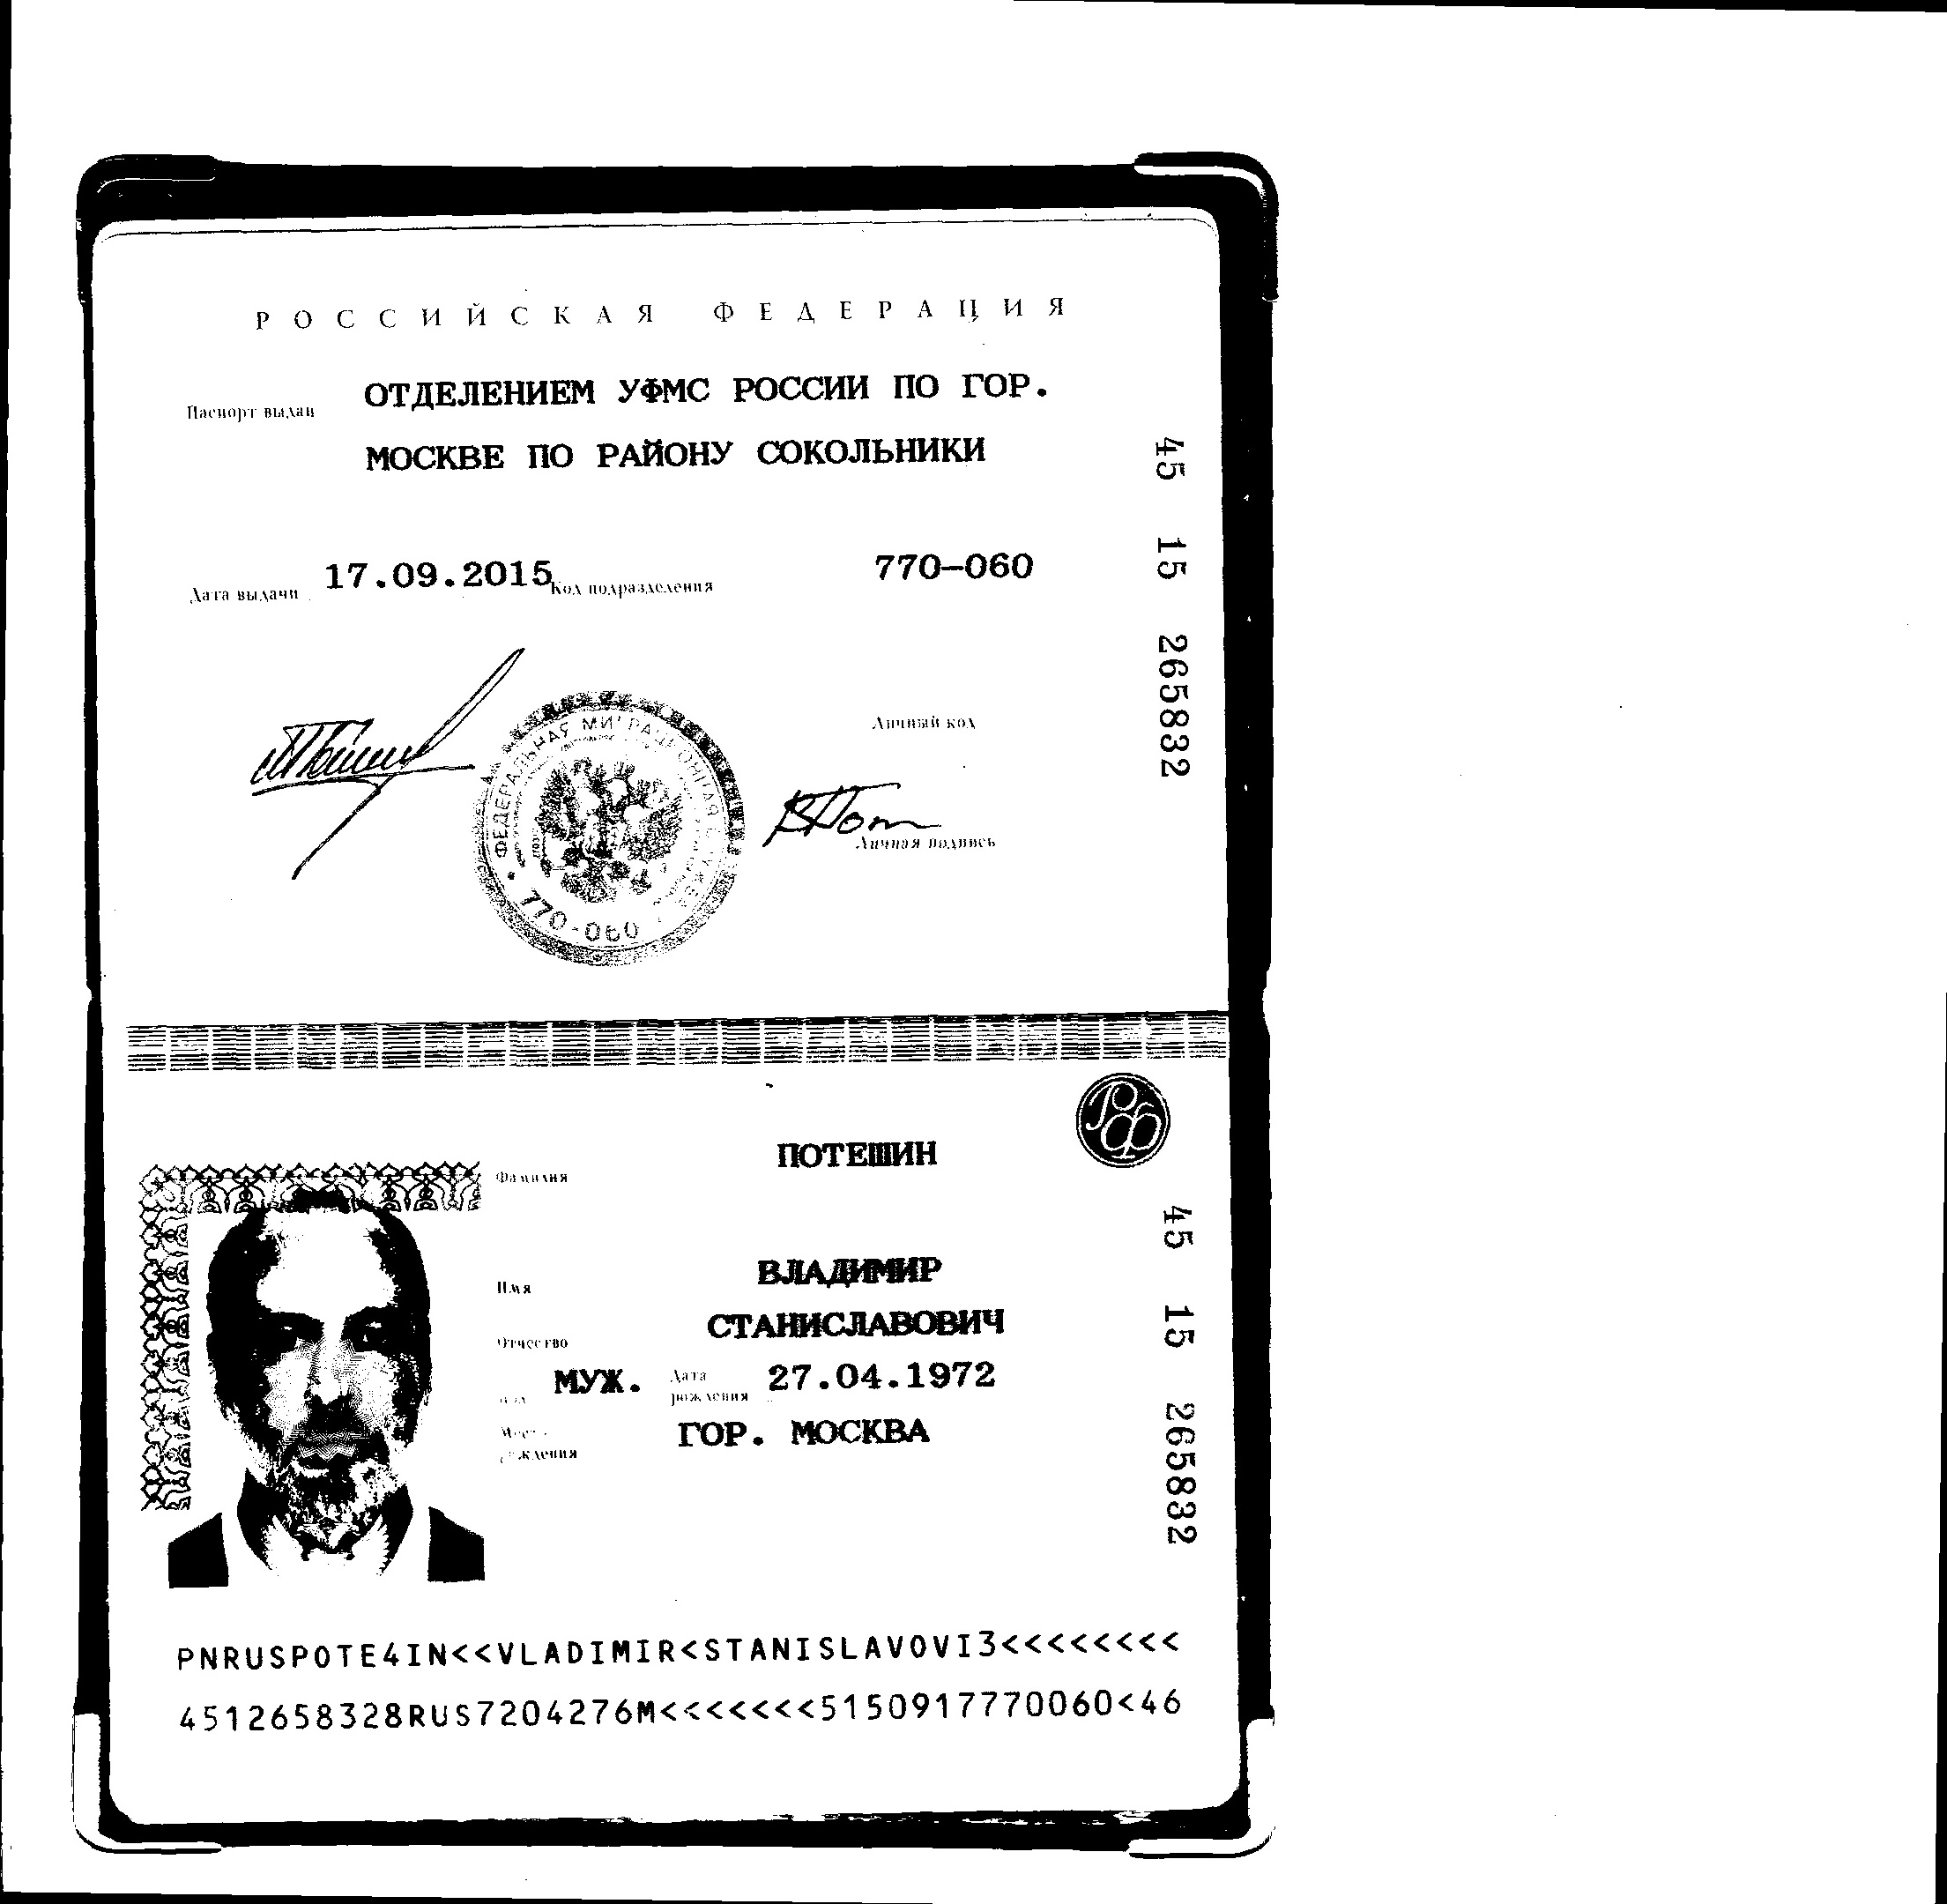 РОССИЙСКАЯ ФЕДЕРАЦИЯ
Паспорт выдан ОТДЕЛЕНИЕМ УФМС РОССИИ ПО ГОР.
МОСКВЕ ПО РАЙОНУ СОКОЛЬНИКИ
Дата выдачи 17.09.2015 Код подразделения 770-060
Личный код
Личная подпись
ФЕДЕРАЛЬНАЯ МИГРАЦИОННАЯ СЛУЖБА
770-060
45 15 265832
РФ
Фамилия ПОТЕШИН
Имя ВЛАДИМИР
Отчество СТАНИСЛАВОВИЧ
МУЖ. Дата рождения 27.04.1972
Место рождения ГОР. МОСКВА
45 15 265832
PNRUSPOTE4IN<<VLADIMIR<STANISLAVOVI3<<<<<<<<
4512658328RUS7204276M<<<<<<<5150917770060<46